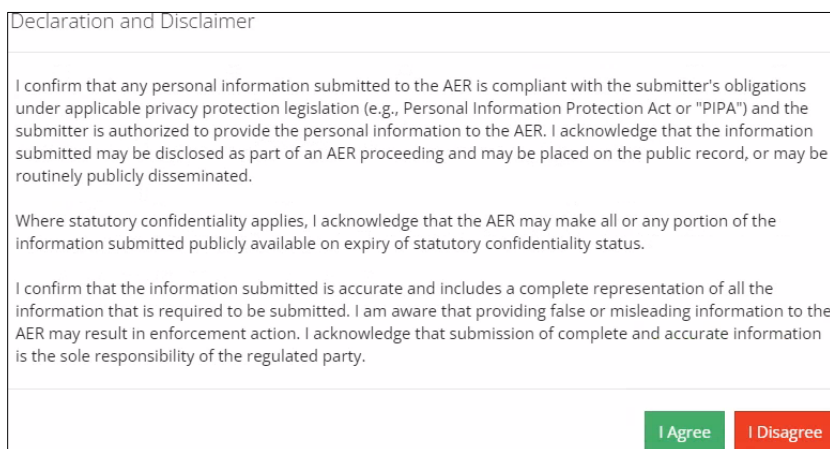 Declaration and Disclaimer
I confirm that any personal information submitted to the AER is compliant with the submitter's obligations
under applicable privacy protection legislation (e.g., Personal Information Protection Act or "PIPA") and the
submitter is authorized to provide the personal information to the AER. I acknowledge that the information
submitted may be disclosed as part of an AER proceeding and may be placed on the public record, or may be
routinely publicly disseminated.
Where statutory confidentiality applies, I acknowledge that the AER may make all or any portion of the
information submitted publicly available on expiry of statutory confidentiality status.
I confirm that the information submitted is accurate and includes a complete representation of all the
information that is required to be submitted. I am aware that providing false or misleading information to the
AER may result in enforcement action. I acknowledge that submission of complete and accurate information
is the sole responsibility of the regulated party.
I Agree I Disagree